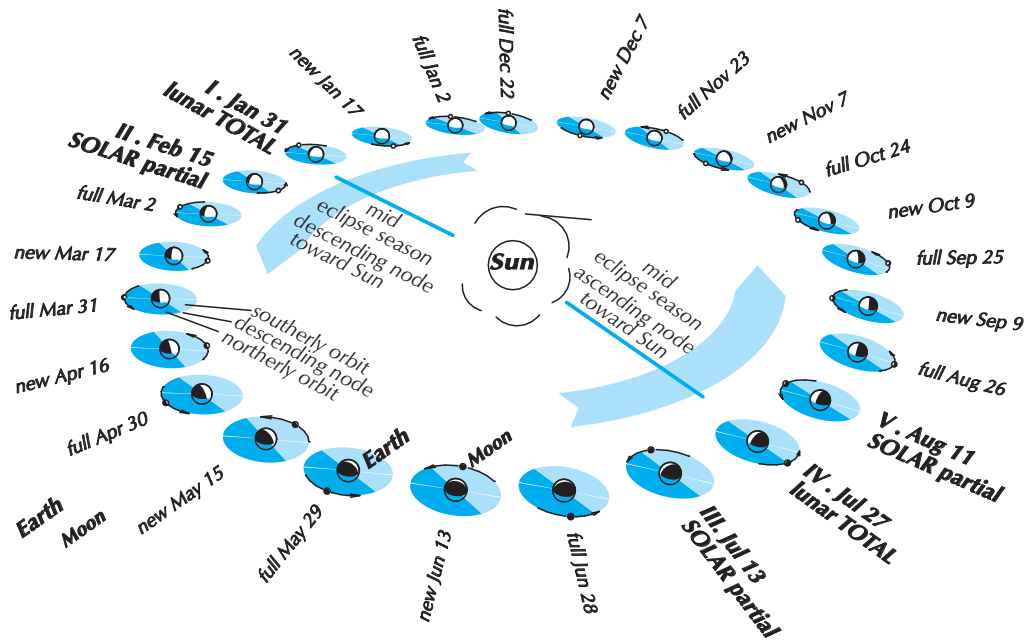 full Dec 22
new Dec 7
full Nov 23
new Nov 7
full Oct 24
new Oct 9
full Sep 25
new Sep 9
full Aug 26
V . Aug 11
SOLAR partial
IV. Jul 27
lunar TOTAL
III. Jul 13
SOLAR partial
full Jun 28
new Jun 13
full May 29
new May 15
full Apr 30
new Apr 16
full Mar 31
new Mar 17
full Mar 2
II . Feb 15
SOLAR partial
I . Jan 31
lunar TOTAL
new Jan 17
full Jan 2
mid
eclipse season
descending node
toward Sun
Sun
mid
eclipse season
ascending node
toward Sun
southerly orbit
descending node
northerly orbit
Earth
Moon
Earth
Moon